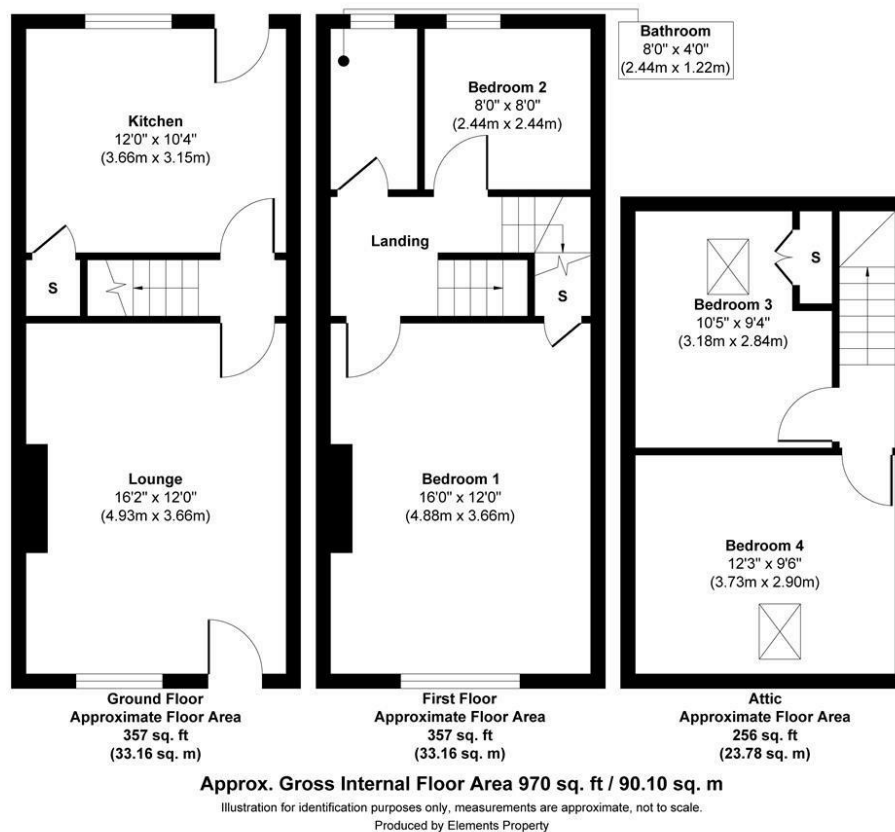 Kitchen
12'0" x 10'4"
(3.66m x 3.15m)
S
Lounge
16'2" x 12'0"
(4.93m x 3.66m)
Ground Floor
Approximate Floor Area
357 sq. ft
(33.16 sq. m)
Bathroom
8'0" x 4'0"
(2.44m x 1.22m)
Bedroom 2
8'0" x 8'0"
(2.44m x 2.44m)
Landing
S
Bedroom 1
16'0" x 12'0"
(4.88m x 3.66m)
First Floor
Approximate Floor Area
357 sq. ft
(33.16 sq. m)
S
Bedroom 3
10'5" x 9'4"
(3.18m x 2.84m)
Bedroom 4
12'3" x 9'6"
(3.73m x 2.90m)
Attic
Approximate Floor Area
256 sq. ft
(23.78 sq. m)
Approx. Gross Internal Floor Area 970 sq. ft / 90.10 sq. m
Illustration for identification purposes only, measurements are approximate, not to scale.
Produced by Elements Property